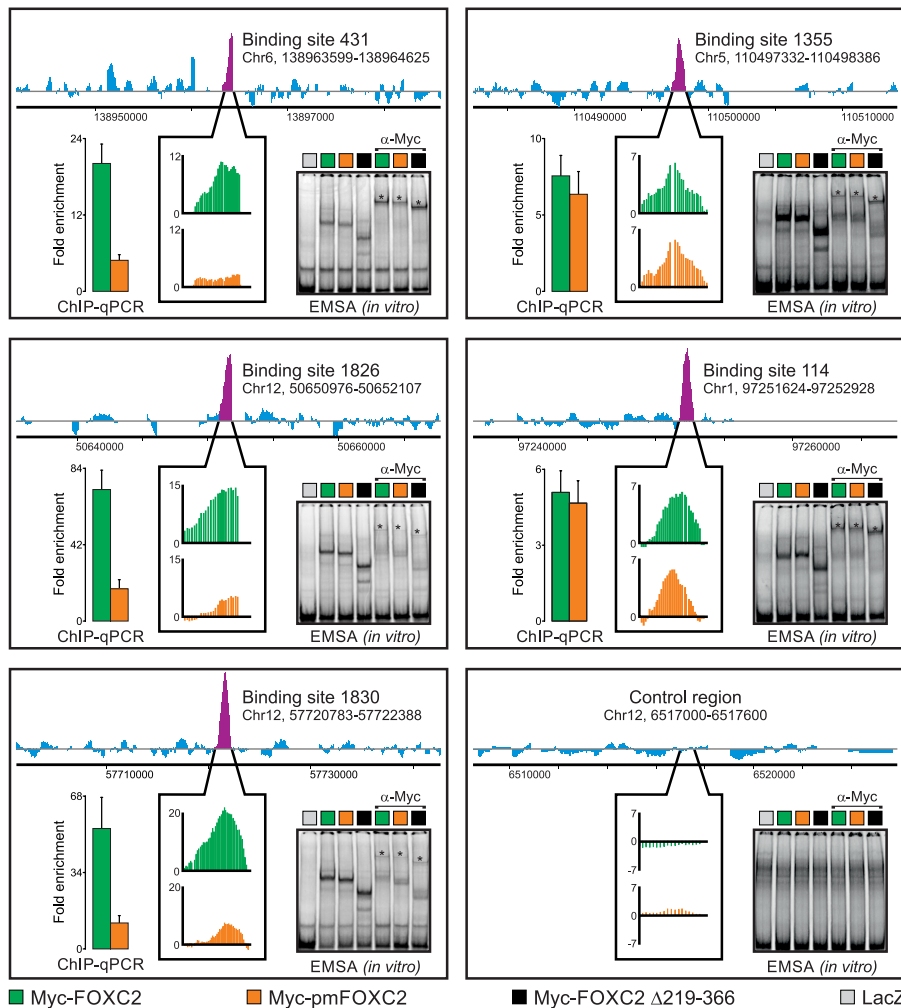 Binding site 431
Chr6, 138963599-138964625
138950000 13897000
24
12
0
Fold enrichment
ChIP-qPCR
12
0
12
0
α-Myc
* * *
EMSA (in vitro)
Binding site 1355
Chr5, 110497332-110498386
110490000 110500000 110510000
10
5
0
Fold enrichment
ChIP-qPCR
7
0
7
0
α-Myc
* * *
EMSA (in vitro)
Binding site 1826
Chr12, 50650976-50652107
50640000 50660000
84
42
0
Fold enrichment
ChIP-qPCR
15
0
15
0
α-Myc
* * *
EMSA (in vitro)
Binding site 114
Chr1, 97251624-97252928
97240000 97260000
6
3
0
Fold enrichment
ChIP-qPCR
7
0
7
0
α-Myc
* * *
EMSA (in vitro)
Binding site 1830
Chr12, 57720783-57722388
57710000 57730000
68
34
0
Fold enrichment
ChIP-qPCR
20
0
20
0
α-Myc
* * *
EMSA (in vitro)
Control region
Chr12, 6517000-6517600
6510000 6520000
7
0
-7
7
0
-7
α-Myc
EMSA (in vitro)
Myc-FOXC2 Myc-pmFOXC2 Myc-FOXC2 Δ219-366 LacZ